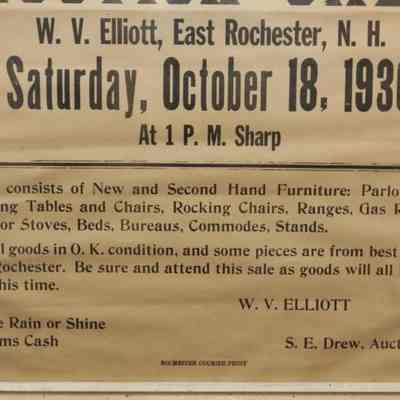 W. V. Elliott, East Rochester, N. H.
Saturday, October 18, 1930
At 1 P. M. Sharp
consists of New and Second Hand Furniture: Parlo
ng Tables and Chairs, Rocking Chairs, Ranges, Gas R
or Stoves, Beds, Bureaus, Commodes, Stands.
l goods in O. K. condition, and some pieces are from best
Rochester. Be sure and attend this sale as goods will all
his time.
W. V. ELLIOTT
e Rain or Shine
ms Cash
S. E. Drew, Auct
ROCHESTER COURIER PRINT